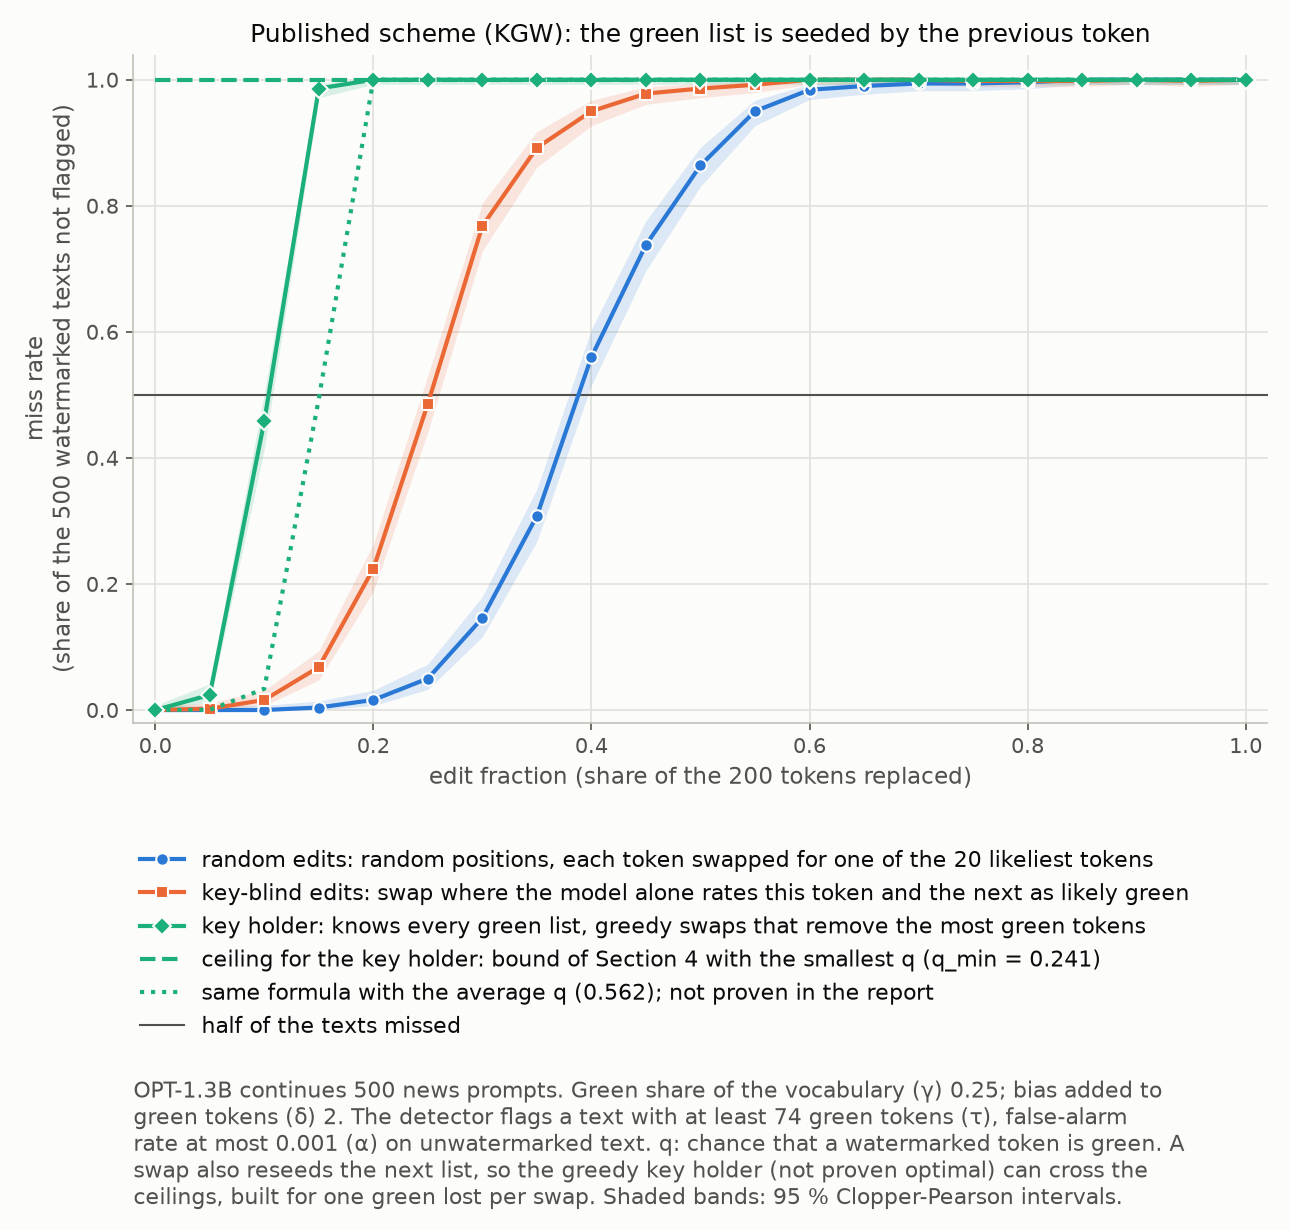 Published scheme (KGW): the green list is seeded by the previous token
miss rate
(share of the 500 watermarked texts not flagged)
1.0
0.8
0.6
0.4
0.2
0.0
0.0 0.2 0.4 0.6 0.8 1.0
edit fraction (share of the 200 tokens replaced)
random edits: random positions, each token swapped for one of the 20 likeliest tokens
key-blind edits: swap where the model alone rates this token and the next as likely green
key holder: knows every green list, greedy swaps that remove the most green tokens
ceiling for the key holder: bound of Section 4 with the smallest q (q_min = 0.241)
same formula with the average q (0.562); not proven in the report
half of the texts missed
OPT-1.3B continues 500 news prompts. Green share of the vocabulary (γ) 0.25; bias added to
green tokens (δ) 2. The detector flags a text with at least 74 green tokens (τ), false-alarm
rate at most 0.001 (α) on unwatermarked text. q: chance that a watermarked token is green. A
swap also reseeds the next list, so the greedy key holder (not proven optimal) can cross the
ceilings, built for one green lost per swap. Shaded bands: 95 % Clopper-Pearson intervals.